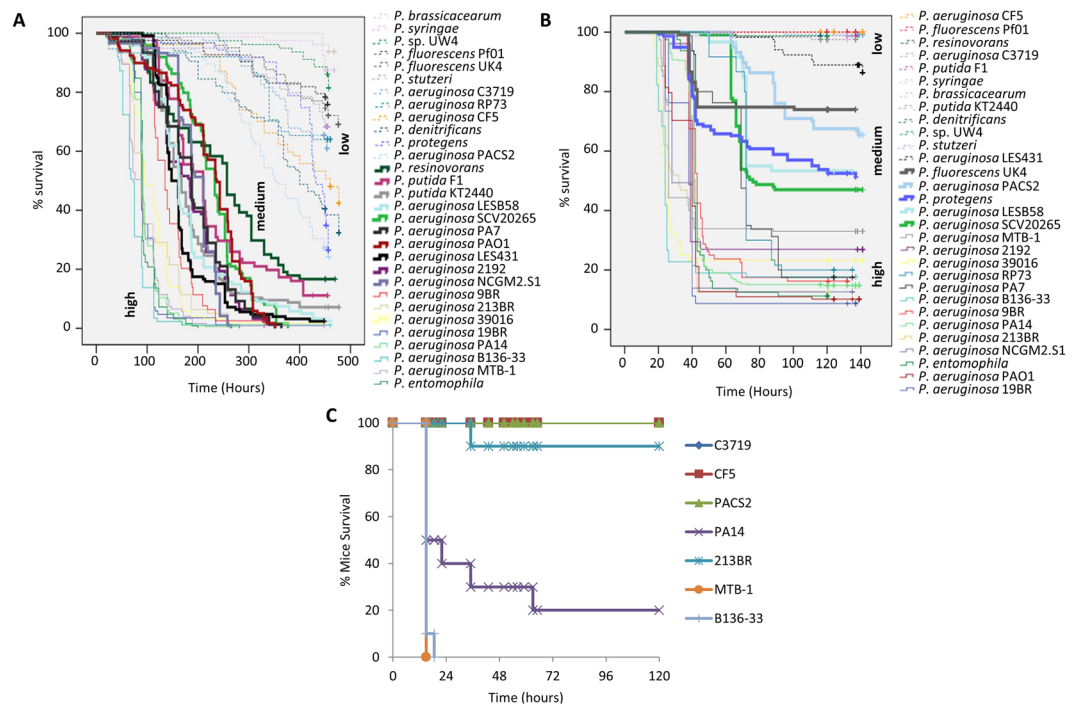 A
% survival
100
80
60
40
20
0
0 100 200 300 400 500
Time (Hours)
high
medium
low
P. brassicacearum
P. syringae
P. sp. UW4
P. fluorescens Pf01
P. fluorescens UK4
P. stutzeri
P. aeruginosa C3719
P. aeruginosa RP73
P. aeruginosa CF5
P. denitrificans
P. protegens
P. aeruginosa PACS2
P. resinovorans
P. putida F1
P. putida KT2440
P. aeruginosa LESB58
P. aeruginosa SCV20265
P. aeruginosa PA7
P. aeruginosa PAO1
P. aeruginosa LES431
P. aeruginosa 2192
P. aeruginosa NCGM2.S1
P. aeruginosa 9BR
P. aeruginosa 213BR
P. aeruginosa 39016
P. aeruginosa 19BR
P. aeruginosa PA14
P. aeruginosa B136-33
P. aeruginosa MTB-1
P. entomophila
B
% survival
100
80
60
40
20
0
0 20 40 60 80 100 120 140
Time (Hours)
low
medium
high
P. aeruginosa CF5
P. fluorescens Pf01
P. resinovorans
P. aeruginosa C3719
P. putida F1
P. syringae
P. brassicacearum
P. putida KT2440
P. denitrificans
P. sp. UW4
P. stutzeri
P. aeruginosa LES431
P. fluorescens UK4
P. aeruginosa PACS2
P. protegens
P. aeruginosa LESB58
P. aeruginosa SCV20265
P. aeruginosa MTB-1
P. aeruginosa 2192
P. aeruginosa 39016
P. aeruginosa RP73
P. aeruginosa PA7
P. aeruginosa B136-33
P. aeruginosa 9BR
P. aeruginosa PA14
P. aeruginosa 213BR
P. aeruginosa NCGM2.S1
P. entomophila
P. aeruginosa PAO1
P. aeruginosa 19BR
C
% Mice Survival
100
80
60
40
20
0
0 24 48 72 96 120
Time (hours)
C3719
CF5
PACS2
PA14
213BR
MTB-1
B136-33